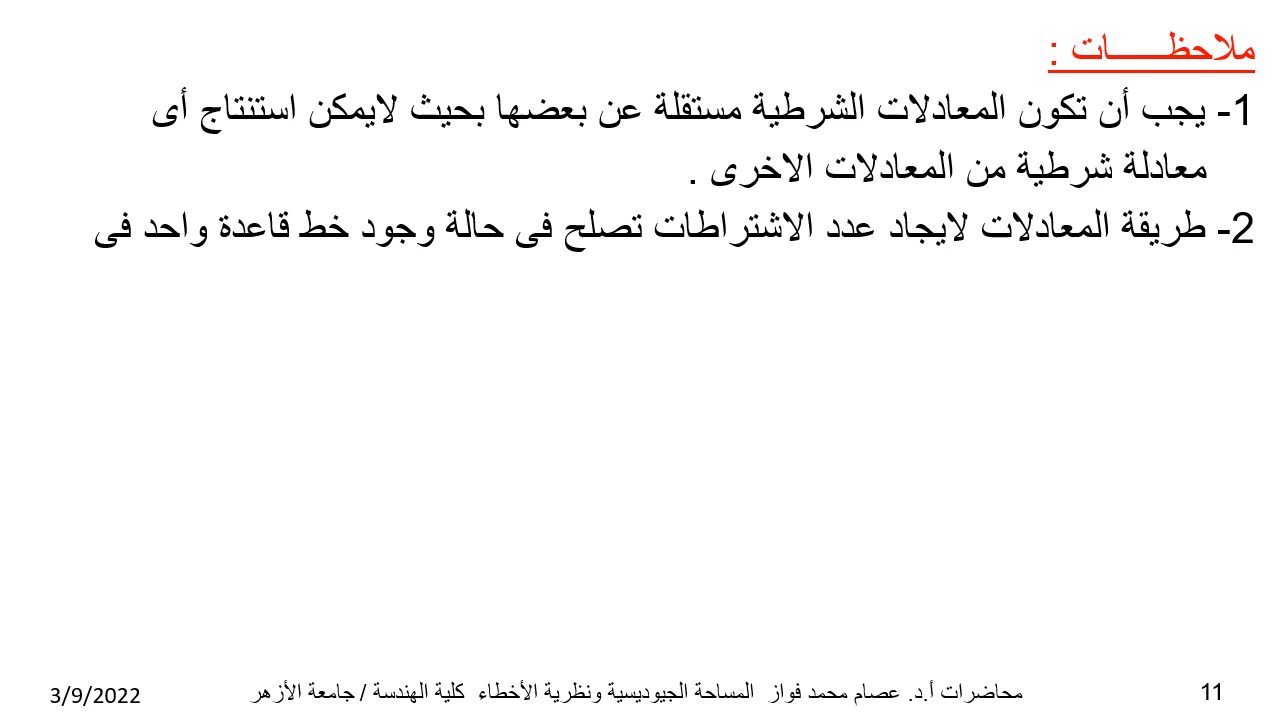 ملاحظـــــــات :
1- يجب أن تكون المعادلات الشرطية مستقلة عن بعضها بحيث لايمكن استنتاج أى
معادلة شرطية من المعادلات الاخرى .
2- طريقة المعادلات لايجاد عدد الاشتراطات تصلح فى حالة وجود خط قاعدة واحد فى
3/9/2022
محاضرات أ.د. عصام محمد فواز المساحة الجيوديسية ونظرية الأخطاء كلية الهندسة / جامعة الأزهر
11